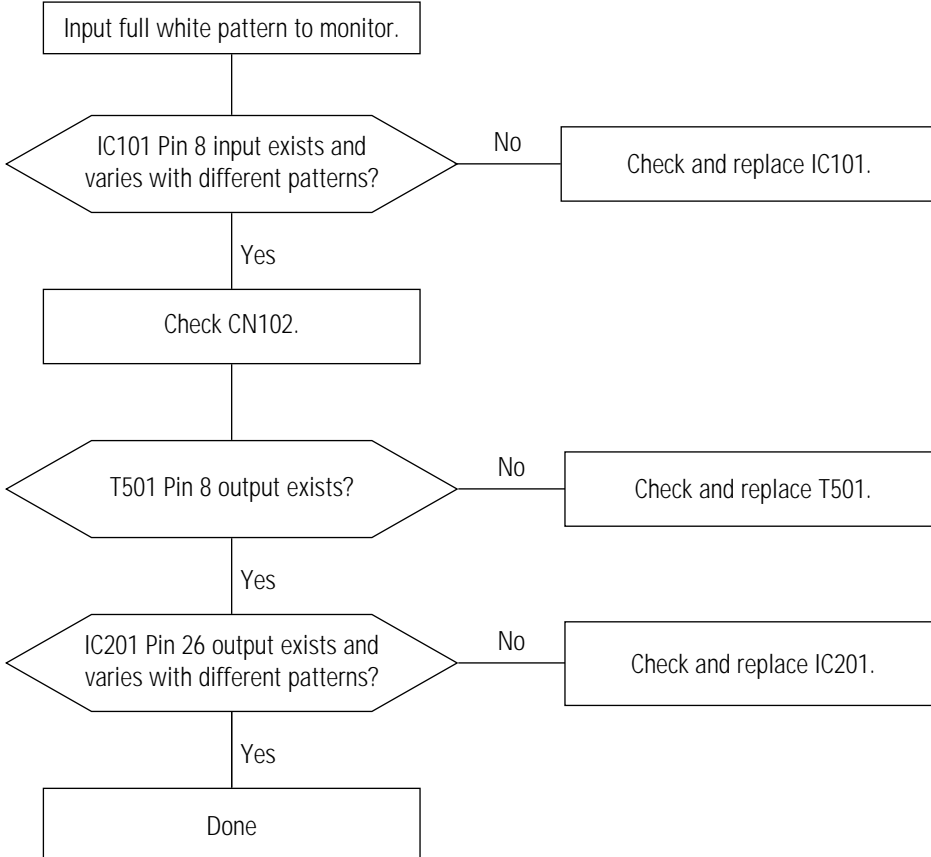 Input full white pattern to monitor.
IC101 Pin 8 input exists and
varies with different patterns?
No
Check and replace IC101.
Yes
Check CN102.
T501 Pin 8 output exists?
No
Check and replace T501.
Yes
IC201 Pin 26 output exists and
varies with different patterns?
No
Check and replace IC201.
Yes
Done